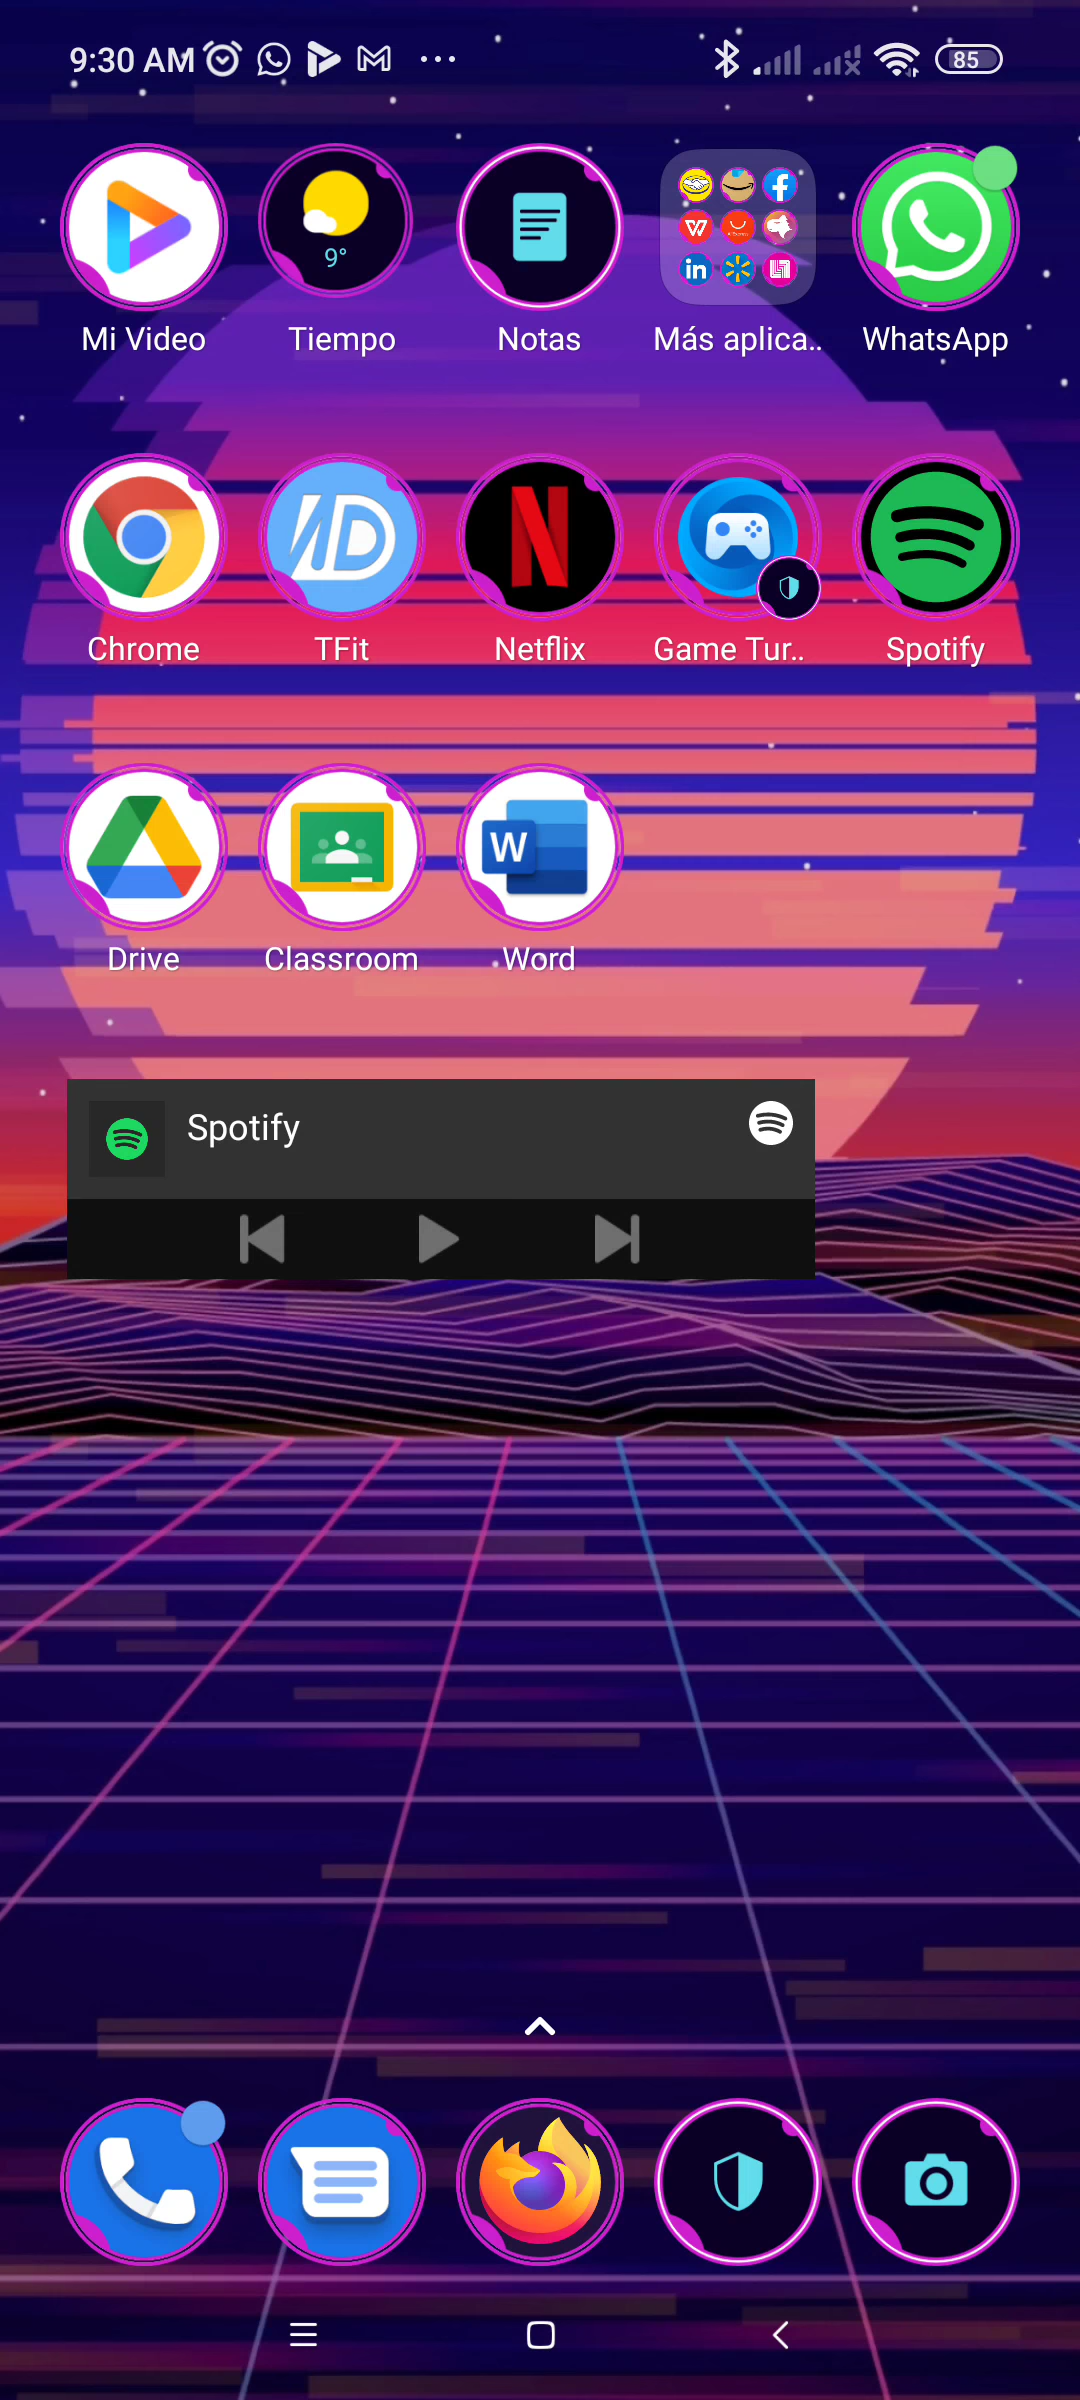 9:30 AM
85
9°
Mi Video
Tiempo
Notas
Más aplica..
WhatsApp
Chrome
TFit
Netflix
Game Tur..
Spotify
W
Drive
Classroom
Word
Spotify